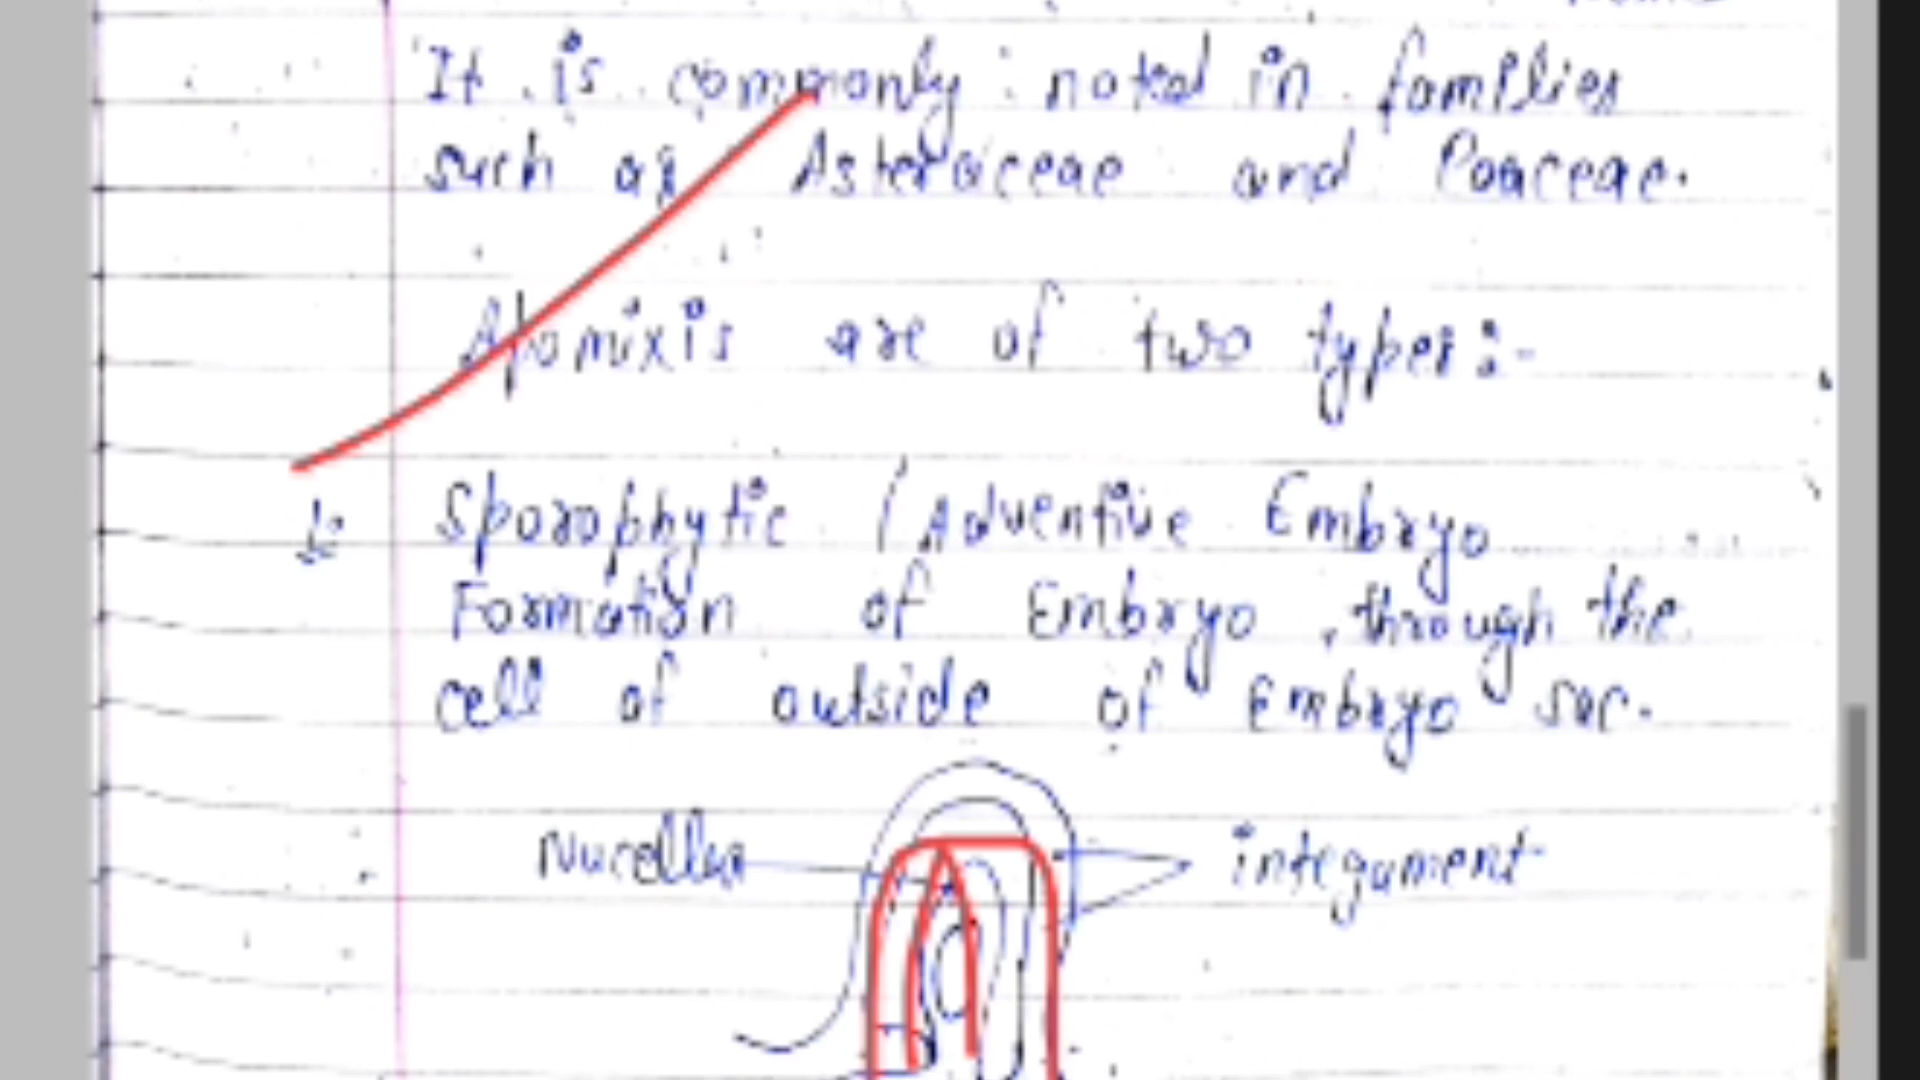 It is commonly noted in families
such as Asteraceae and Poaceae.
Apomixis are of two types:-
1:- Sporophytic / Adventive Embryo
Formation of Embryo through the
cell of outside of Embryo sac.
Nucellus
integument